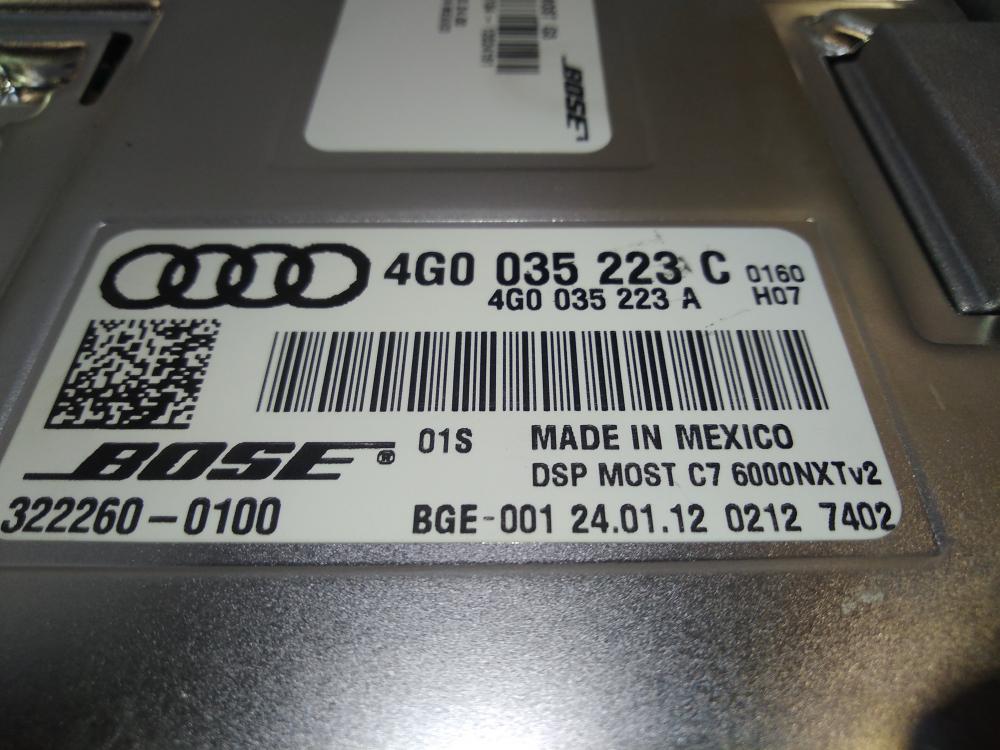 BOSE
4G0 035 223 C 0160
4G0 035 223 A H07
BOSE® 01S MADE IN MEXICO
DSP MOST C7 6000NXTv2
322260-0100 BGE-001 24.01.12 0212 7402